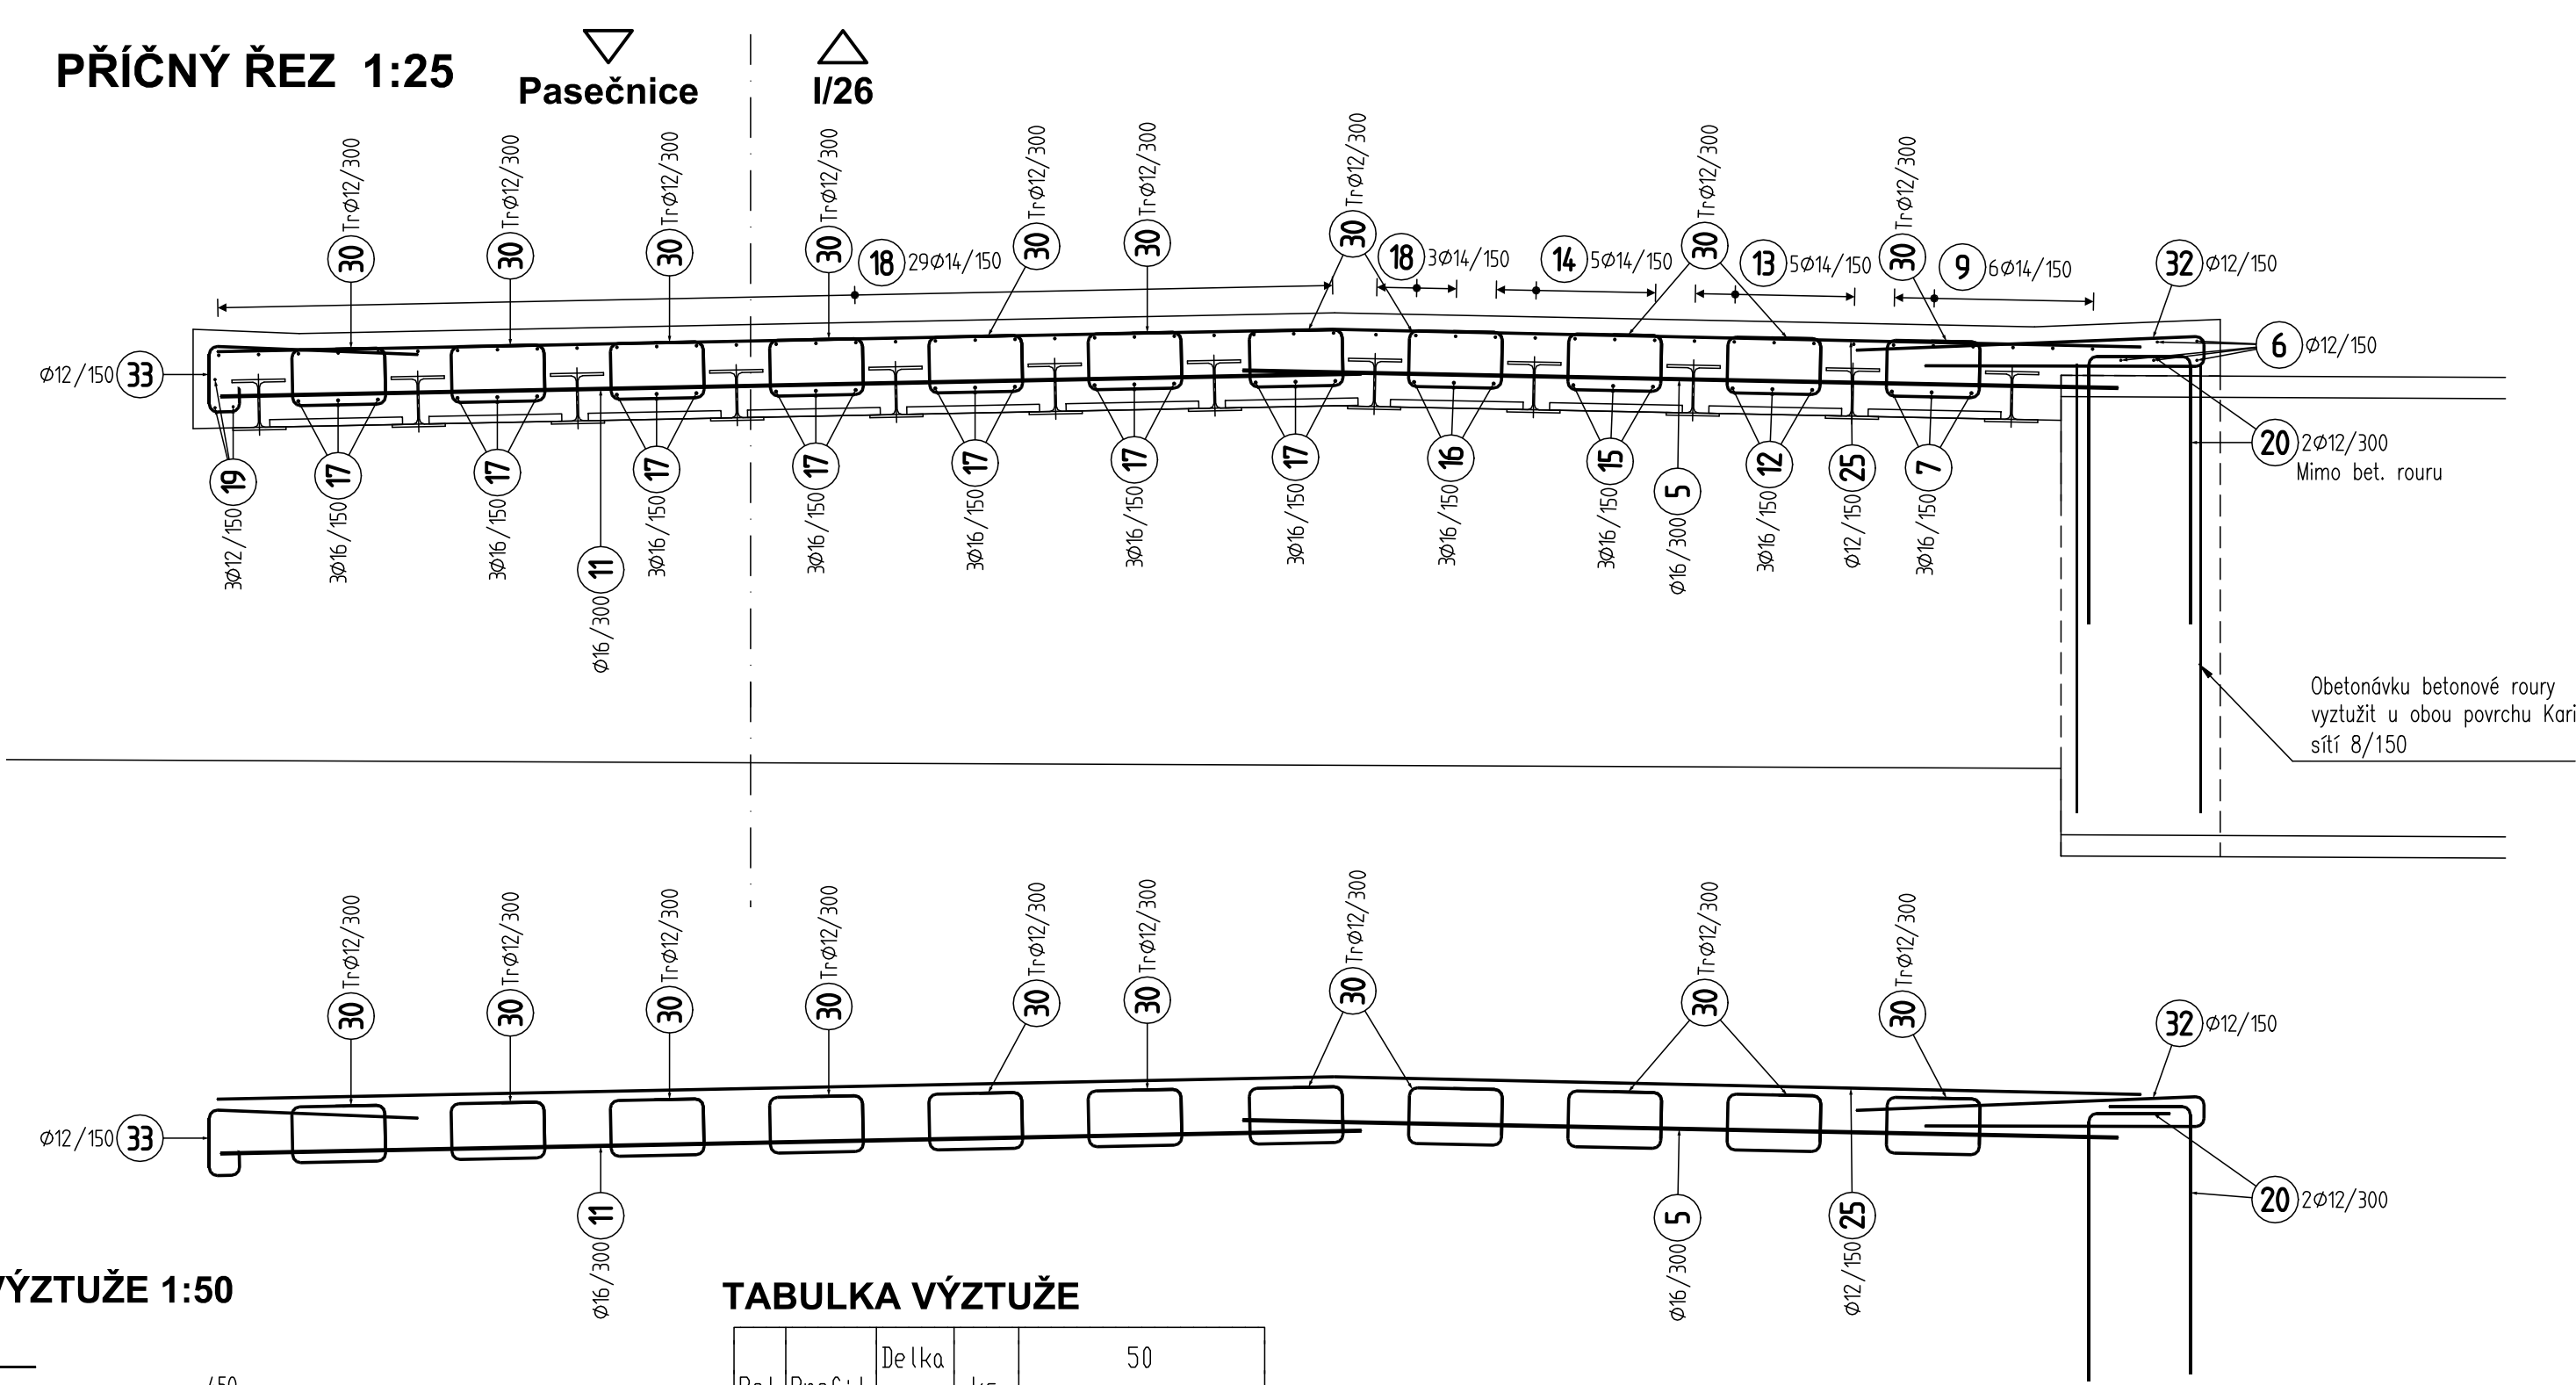 PŘÍČNÝ ŘEZ 1:25
Pasečnice
I/26
30 TrØ12/300
30 TrØ12/300
30 TrØ12/300
30 TrØ12/300
18 29Ø14/150
30 TrØ12/300
30 TrØ12/300
30 TrØ12/300
18 3Ø14/150
14 5Ø14/150
30 TrØ12/300
13 5Ø14/150
30 TrØ12/300
9 6Ø14/150
32 Ø12/150
6 Ø12/150
Ø12/150 33
20 2Ø12/300
Mimo bet. rouru
19 3Ø12/150
17 3Ø16/150
17 3Ø16/150
11 Ø16/300
17 3Ø16/150
17 3Ø16/150
17 3Ø16/150
17 3Ø16/150
17 3Ø16/150
16 3Ø16/150
15 3Ø16/150
5 Ø16/300
12 3Ø16/150
25 Ø12/150
7 3Ø16/150
Obetonávku betonové roury
vyztužit u obou povrchu Kari
sítí 8/150
30 TrØ12/300
30 TrØ12/300
30 TrØ12/300
30 TrØ12/300
30 TrØ12/300
30 TrØ12/300
30 TrØ12/300
30 TrØ12/300
30 TrØ12/300
32 Ø12/150
Ø12/150 33
11 Ø16/300
5 Ø16/300
25 Ø12/150
20 2Ø12/300
VÝZTUŽE 1:50
TABULKA VÝZTUŽE
Delka
50